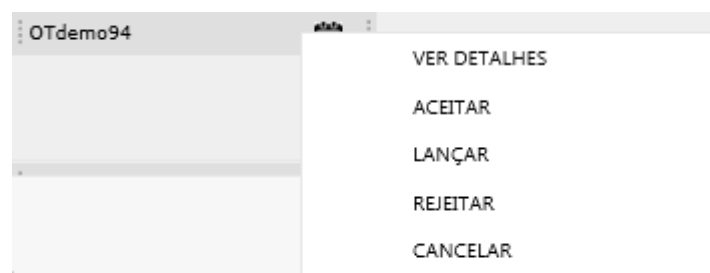 OTdemo94
VER DETALHES
ACEITAR
LANÇAR
REJEITAR
CANCELAR